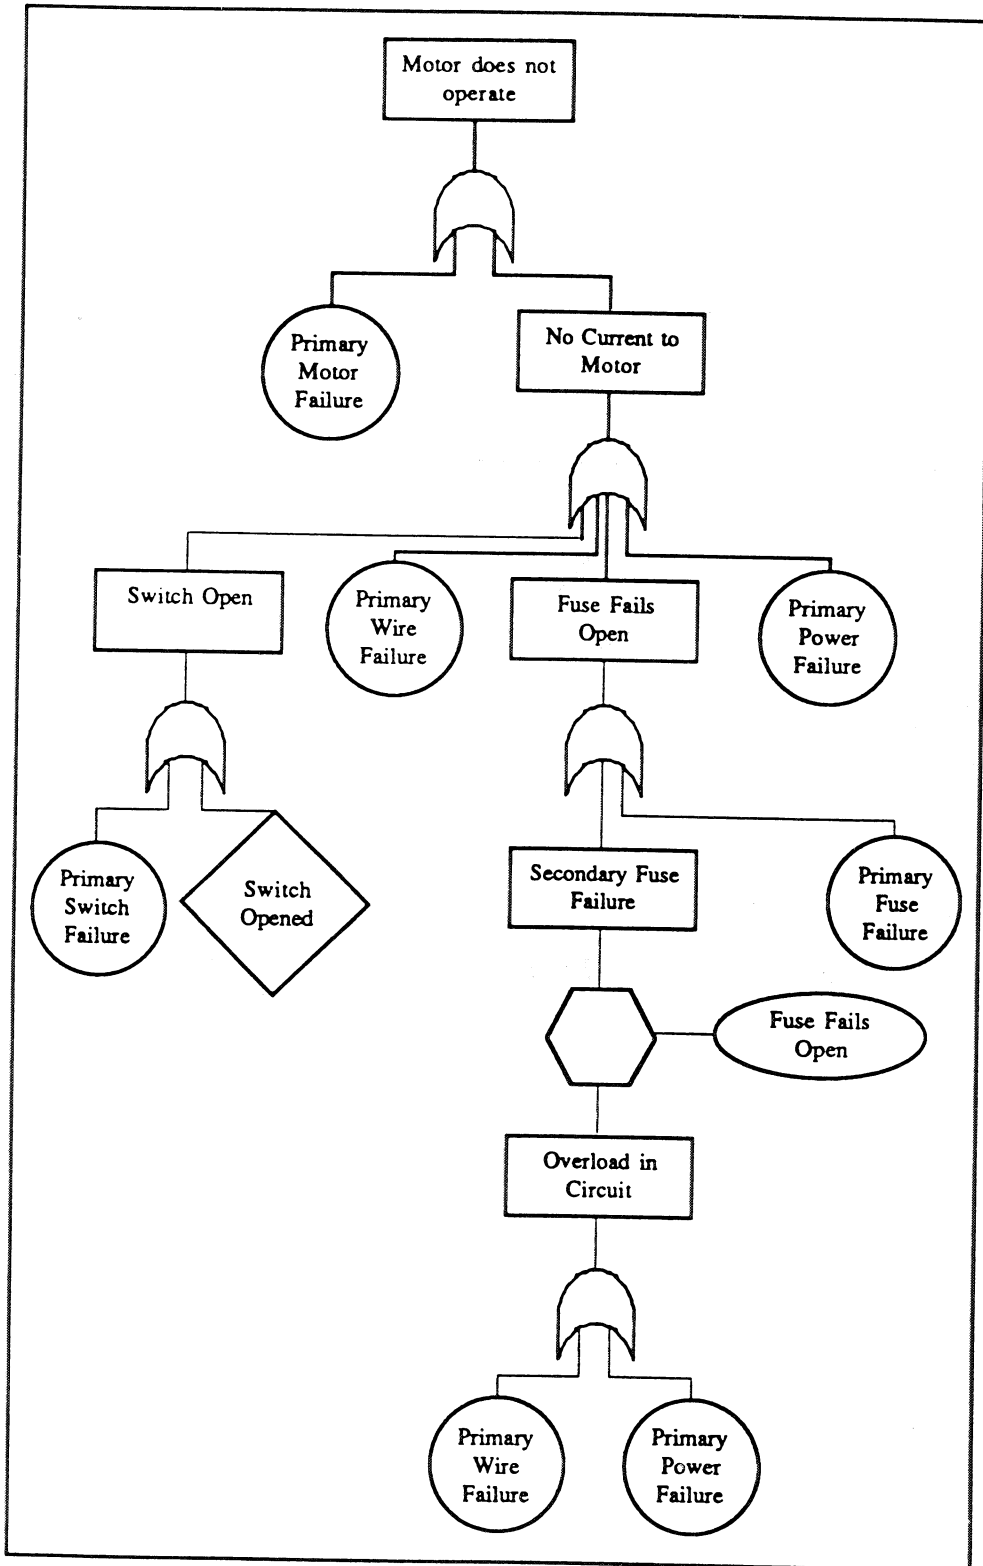 Motor does not
operate
Primary
Motor
Failure
No Current to
Motor
Switch Open
Primary
Wire
Failure
Fuse Fails
Open
Primary
Power
Failure
Primary
Switch
Failure
Switch
Opened
Secondary Fuse
Failure
Primary
Fuse
Failure
Fuse Fails
Open
Overload in
Circuit
Primary
Wire
Failure
Primary
Power
Failure